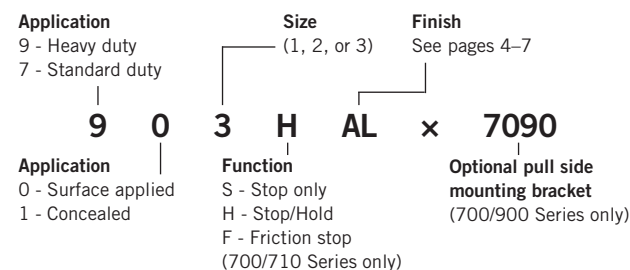 Application
9 - Heavy duty
7 - Standard duty
Size
(1, 2, or 3)
Finish
See pages 4–7
9 0 3 H AL × 7090
Application
0 - Surface applied
1 - Concealed
Function
S - Stop only
H - Stop/Hold
F - Friction stop
(700/710 Series only)
Optional pull side
mounting bracket
(700/900 Series only)